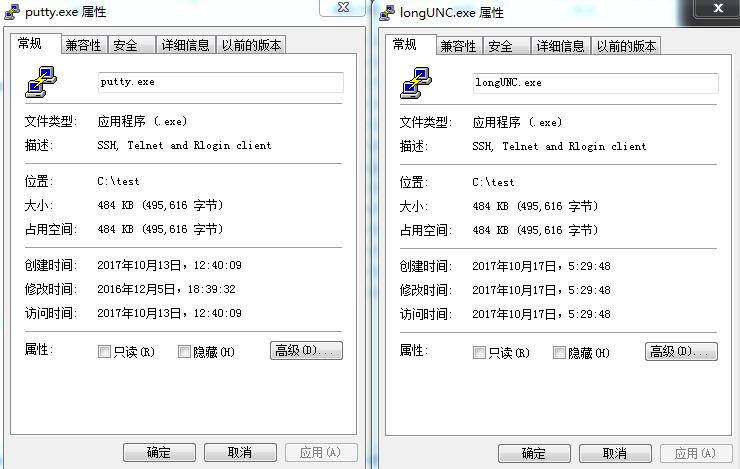 putty.exe 属性
常规 兼容性 安全 详细信息 以前的版本
putty.exe
文件类型: 应用程序 (.exe)
描述: SSH, Telnet and Rlogin client
位置: C:\test
大小: 484 KB (495,616 字节)
占用空间: 484 KB (495,616 字节)
创建时间: 2017年10月13日，12:40:09
修改时间: 2016年12月5日，18:39:32
访问时间: 2017年10月13日，12:40:09
属性: 只读(R) 隐藏(H) 高级(D)...
确定 取消 应用(A)
longUNC.exe 属性
常规 兼容性 安全 详细信息 以前的版本
longUNC.exe
文件类型: 应用程序 (.exe)
描述: SSH, Telnet and Rlogin client
位置: C:\test
大小: 484 KB (495,616 字节)
占用空间: 484 KB (495,616 字节)
创建时间: 2017年10月17日，5:29:48
修改时间: 2017年10月17日，5:29:48
访问时间: 2017年10月17日，5:29:48
属性: 只读(R) 隐藏(H) 高级(D)...
确定 取消 应用(A)